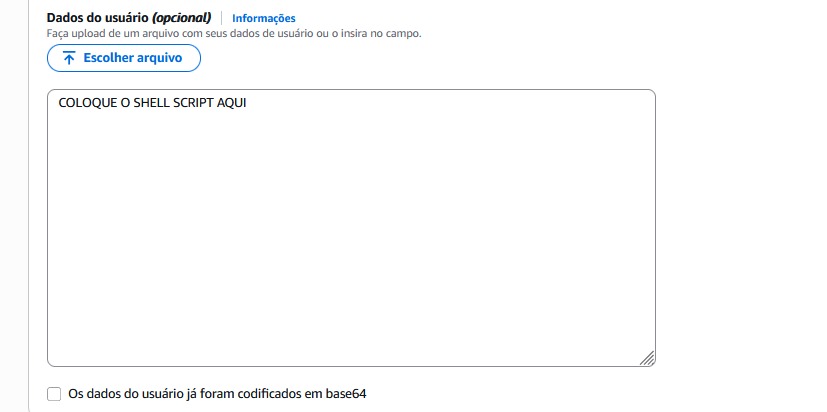 Dados do usuário (opcional) Informações
Faça upload de um arquivo com seus dados de usuário ou o insira no campo.
Escolher arquivo
COLOQUE O SHELL SCRIPT AQUI
Os dados do usuário já foram codificados em base64